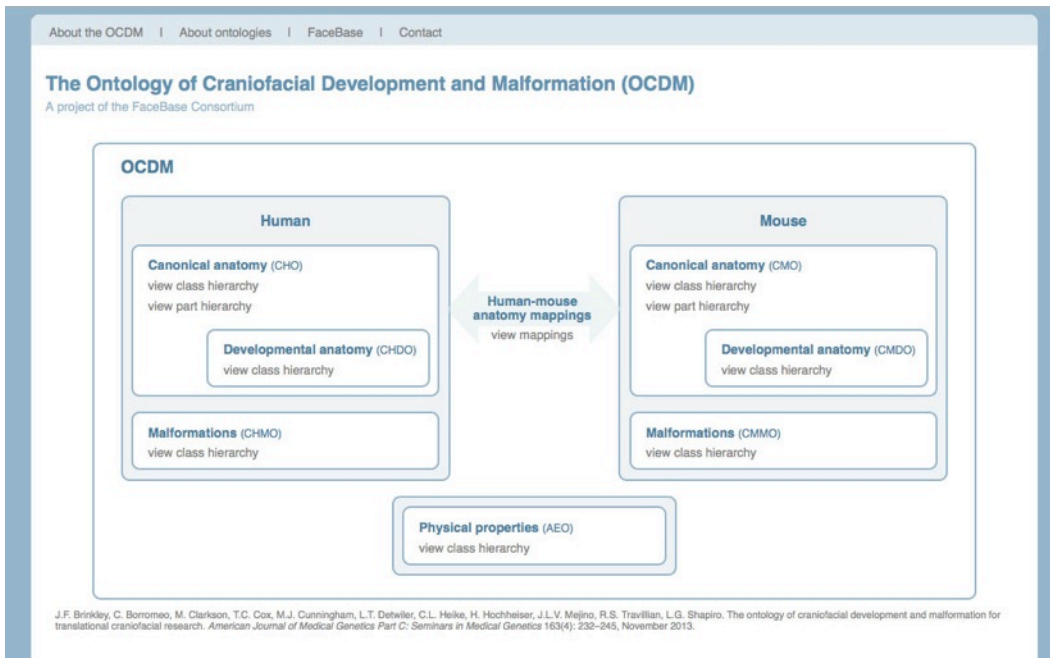 About the OCDM | About ontologies | FaceBase | Contact
The Ontology of Craniofacial Development and Malformation (OCDM)
A project of the FaceBase Consortium
OCDM
Human
Canonical anatomy (CHO)
view class hierarchy
view part hierarchy
Developmental anatomy (CHDO)
view class hierarchy
Malformations (CHMO)
view class hierarchy
Human-mouse
anatomy mappings
view mappings
Mouse
Canonical anatomy (CMO)
view class hierarchy
view part hierarchy
Developmental anatomy (CMDO)
view class hierarchy
Malformations (CMMO)
view class hierarchy
Physical properties (AEO)
view class hierarchy
J.F. Brinkley, C. Borromeo, M. Clarkson, T.C. Cox, M.J. Cunningham, L.T. Detwiler, C.L. Heike, H. Hochheiser, J.L.V. Mejino, R.S. Travillian, L.G. Shapiro. The ontology of craniofacial development and malformation for
translational craniofacial research. American Journal of Medical Genetics Part C: Seminars in Medical Genetics 163(4): 232–245, November 2013.